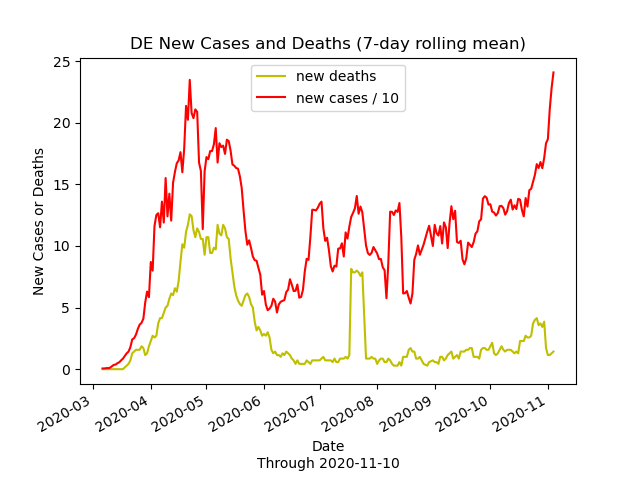 DE New Cases and Deaths (7-day rolling mean)
new deaths
new cases / 10
New Cases or Deaths
25
20
15
10
5
0
2020-03
2020-04
2020-05
2020-06
2020-07
2020-08
2020-09
2020-10
2020-11
Date
Through 2020-11-10